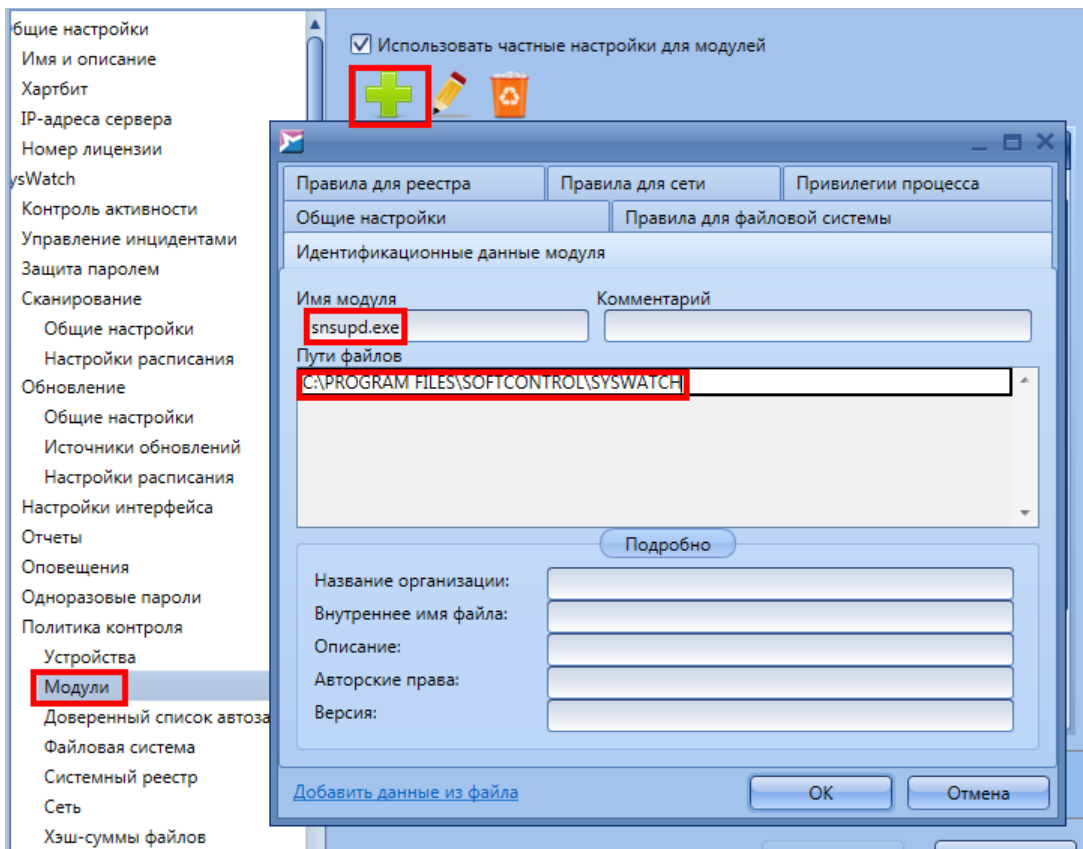 бщие настройки
Имя и описание
Хартбит
IP-адреса сервера
Номер лицензии
ysWatch
Контроль активности
Управление инцидентами
Защита паролем
Сканирование
Общие настройки
Настройки расписания
Обновление
Общие настройки
Источники обновлений
Настройки расписания
Настройки интерфейса
Отчеты
Оповещения
Одноразовые пароли
Политика контроля
Устройства
Модули
Доверенный список автоза
Файловая система
Системный реестр
Сеть
Хэш-суммы файлов
Использовать частные настройки для модулей
Правила для реестра
Правила для сети
Привилегии процесса
Общие настройки
Правила для файловой системы
Идентификационные данные модуля
Имя модуля
Комментарий
snsupd.exe
Пути файлов
C:\PROGRAM FILES\SOFTCONTROL\SYSWATCH
Подробно
Название организации:
Внутреннее имя файла:
Описание:
Авторские права:
Версия:
Добавить данные из файла
ОК
Отмена